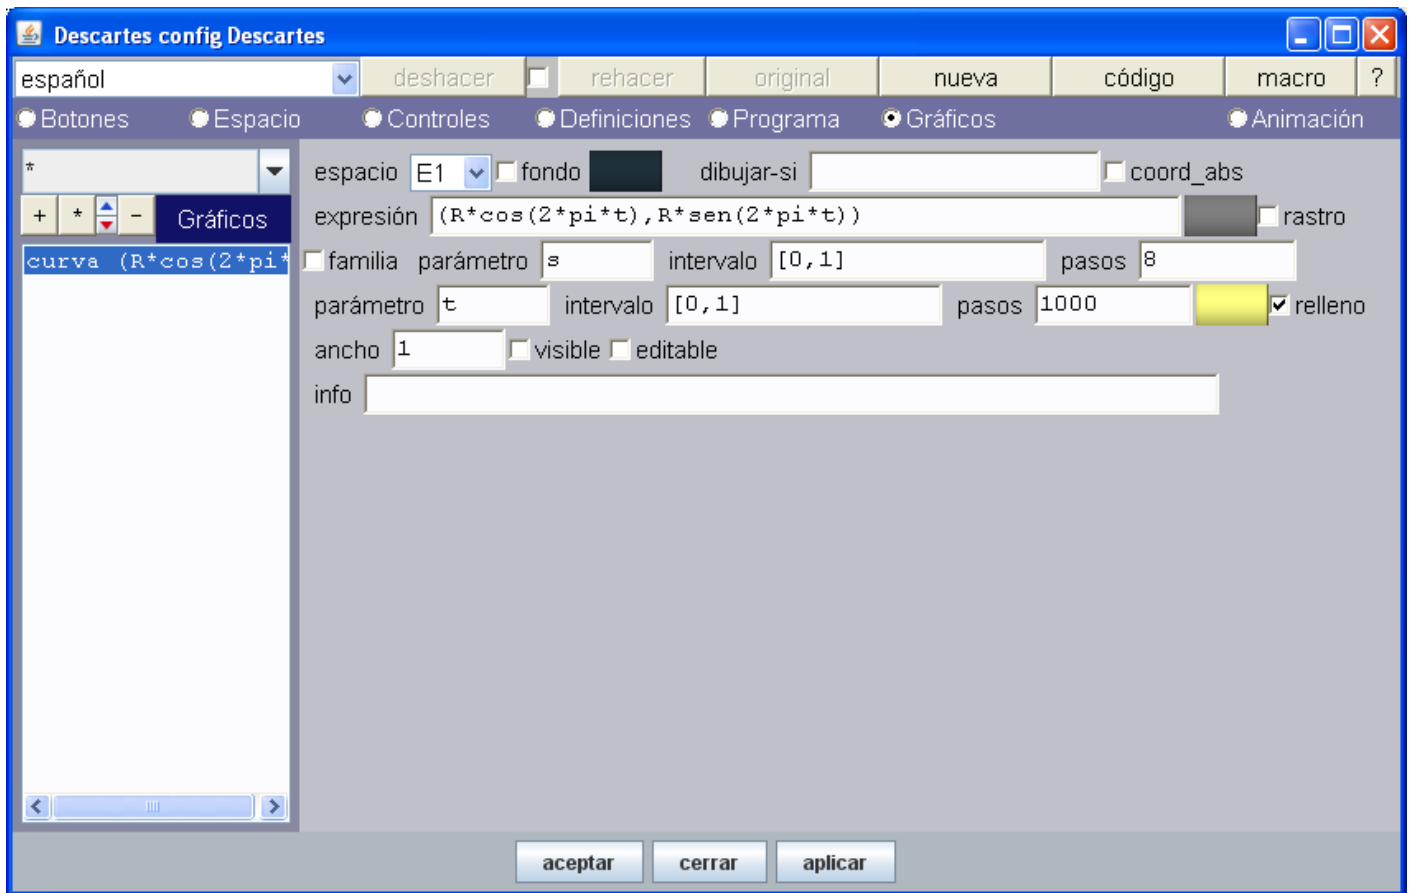 Descartes config Descartes
español deshacer rehacer original nueva código macro ?
Botones Espacio Controles Definiciones Programa Gráficos Animación
* espacio E1 fondo dibujar-si coord_abs
+ * - Gráficos expresión (R*cos(2*pi*t),R*sen(2*pi*t)) rastro
curva (R*cos(2*pi* familia parámetro s intervalo [0,1] pasos 8
parámetro t intervalo [0,1] pasos 1000 relleno
ancho 1 visible editable
info
aceptar cerrar aplicar